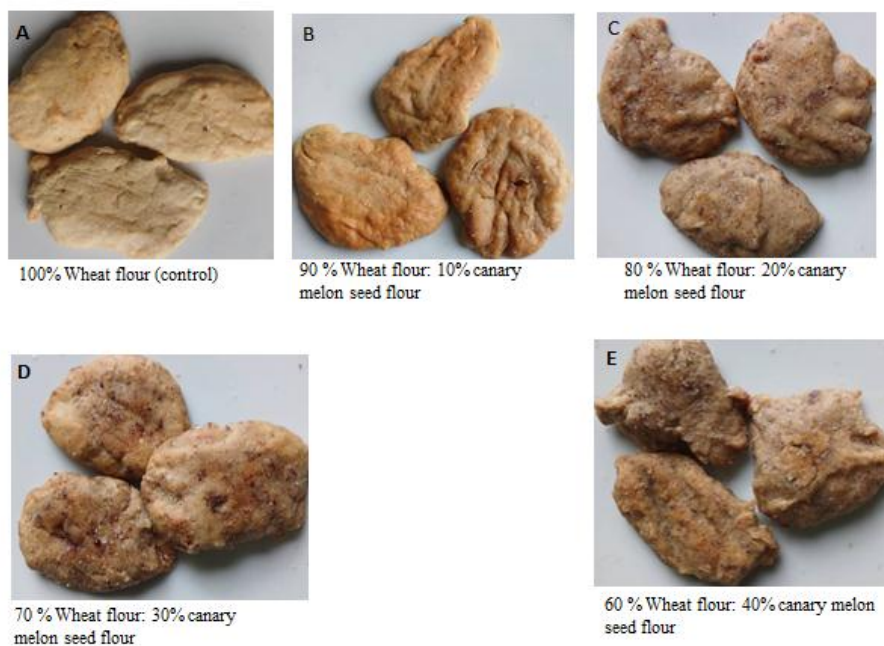 A
B
C
100% Wheat flour (control)
90 % Wheat flour: 10% canary
melon seed flour
80 % Wheat flour: 20% canary
melon seed flour
D
E
70 % Wheat flour: 30% canary
melon seed flour
60 % Wheat flour: 40% canary melon
seed flour